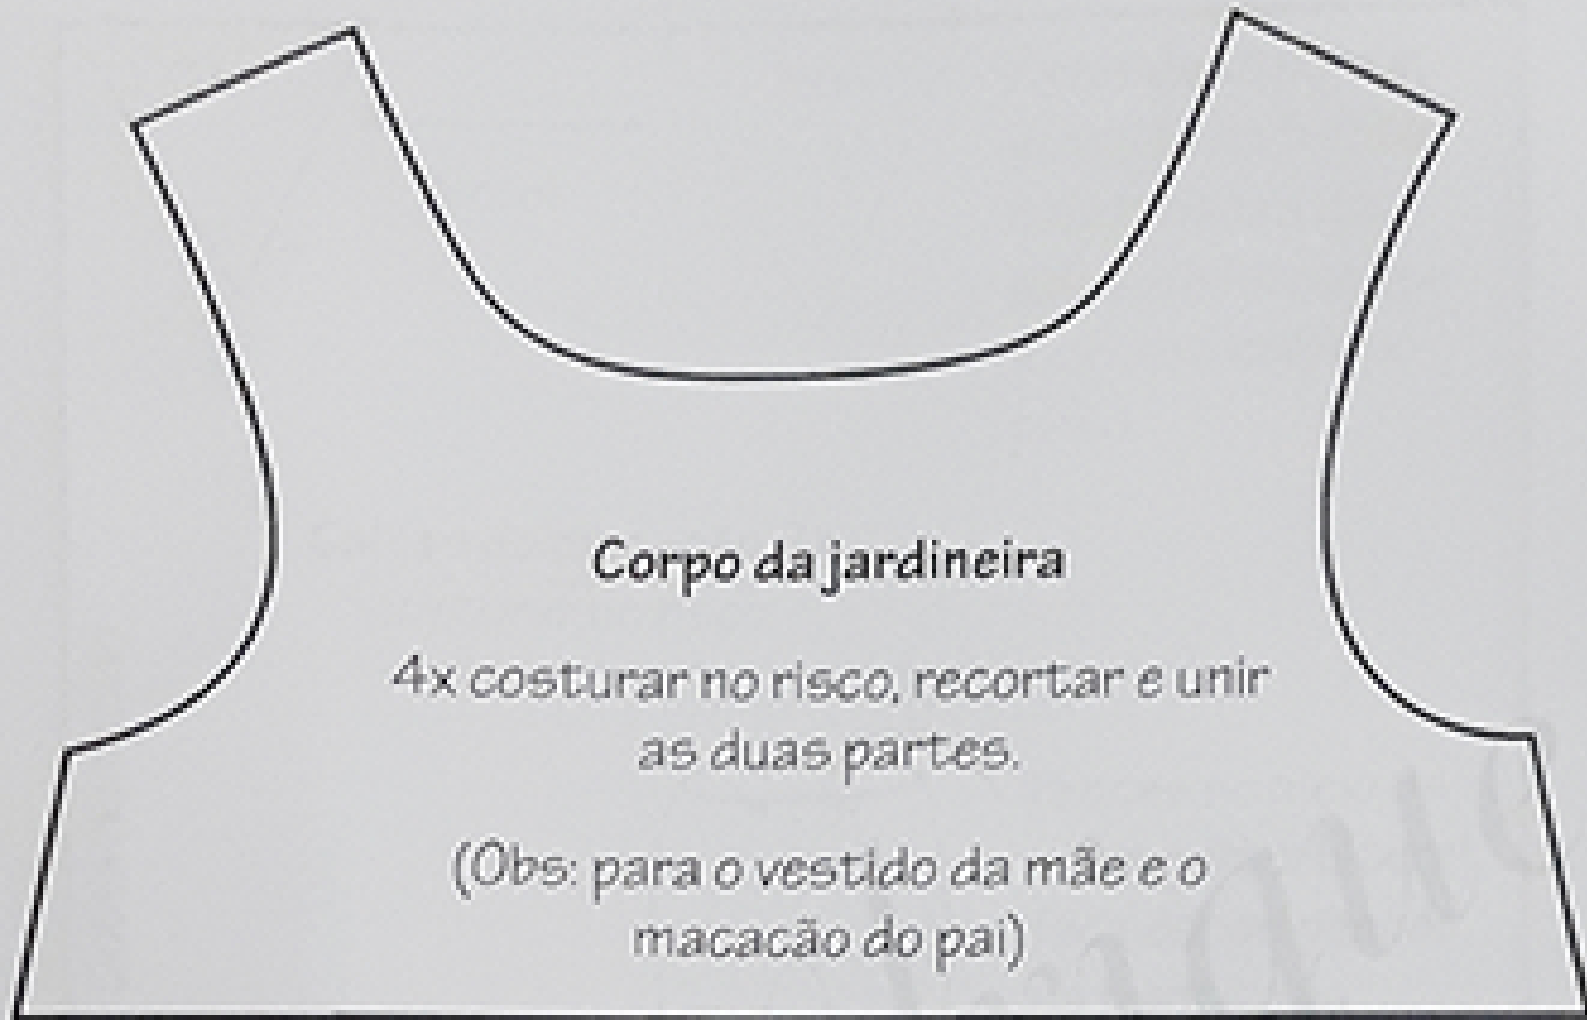 Corpo da jardineira
4x costurar no risco, recortar e unir
as duas partes.
(Obs: para o vestido da mãe e o
macacão do pai)